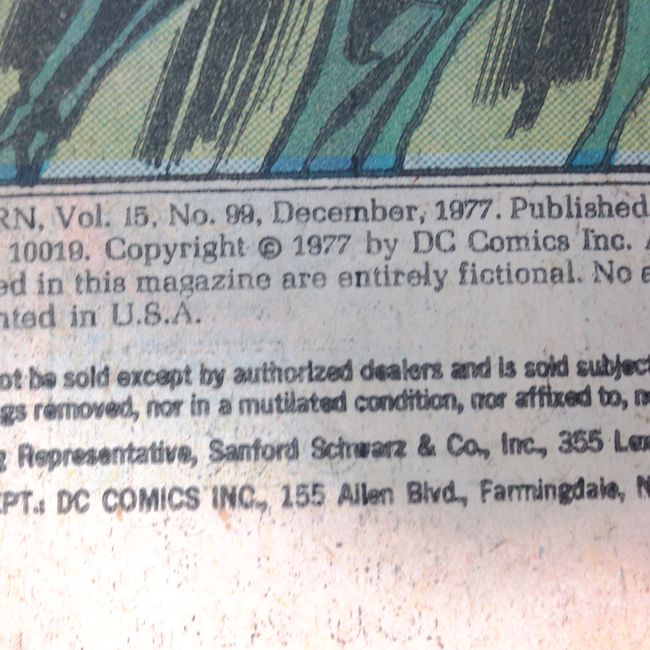 RN, Vol. 15, No. 99, December, 1977. Published
10019. Copyright © 1977 by DC Comics Inc. A
ed in this magazine are entirely fictional. No a
nted in U.S.A.
ot be sold except by authorized dealers and is sold subject
gs removed, nor in a mutilated condition, nor affixed to, n
g Representative, Sanford Schwarz & Co., Inc., 355 Lex
EPT.: DC COMICS INC., 155 Allen Blvd., Farmingdale, N